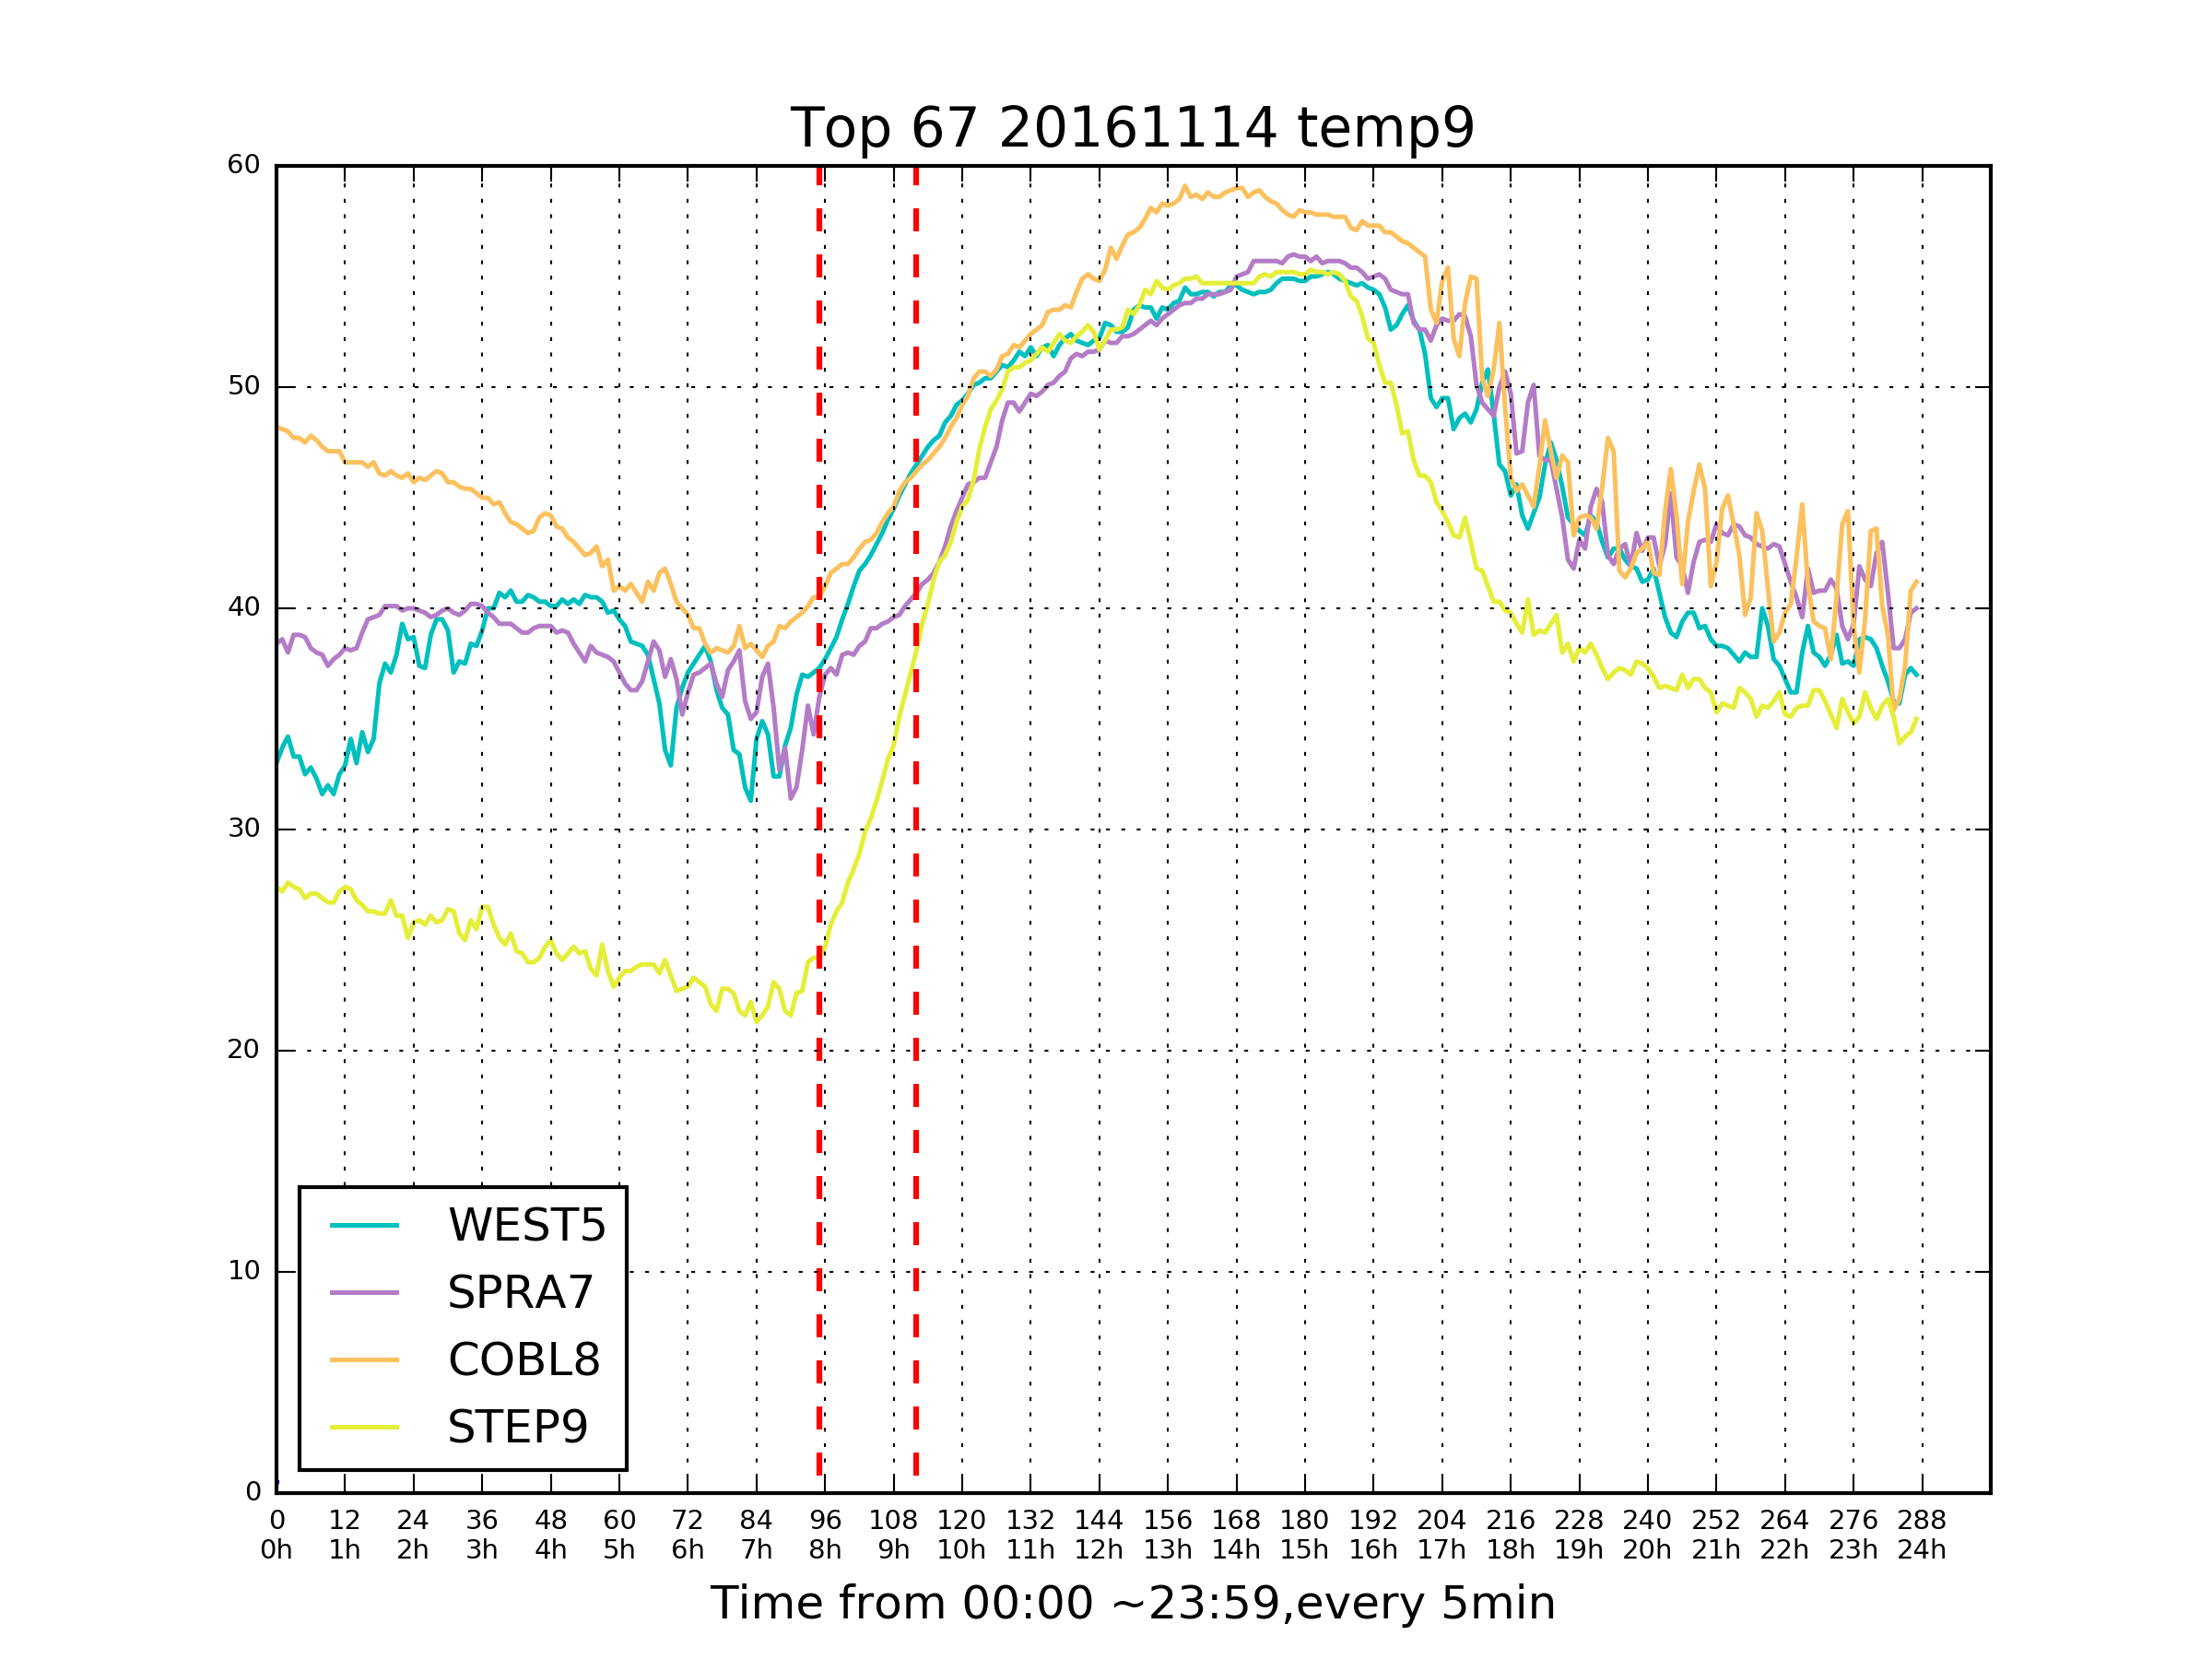 Top 67 20161114 temp9
60
50
40
30
20
10
0
WEST5
SPRA7
COBL8
STEP9
0 12 24 36 48 60 72 84 96 108 120 132 144 156 168 180 192 204 216 228 240 252 264 276 288
0h 1h 2h 3h 4h 5h 6h 7h 8h 9h 10h 11h 12h 13h 14h 15h 16h 17h 18h 19h 20h 21h 22h 23h 24h
Time from 00:00 ~23:59,every 5min